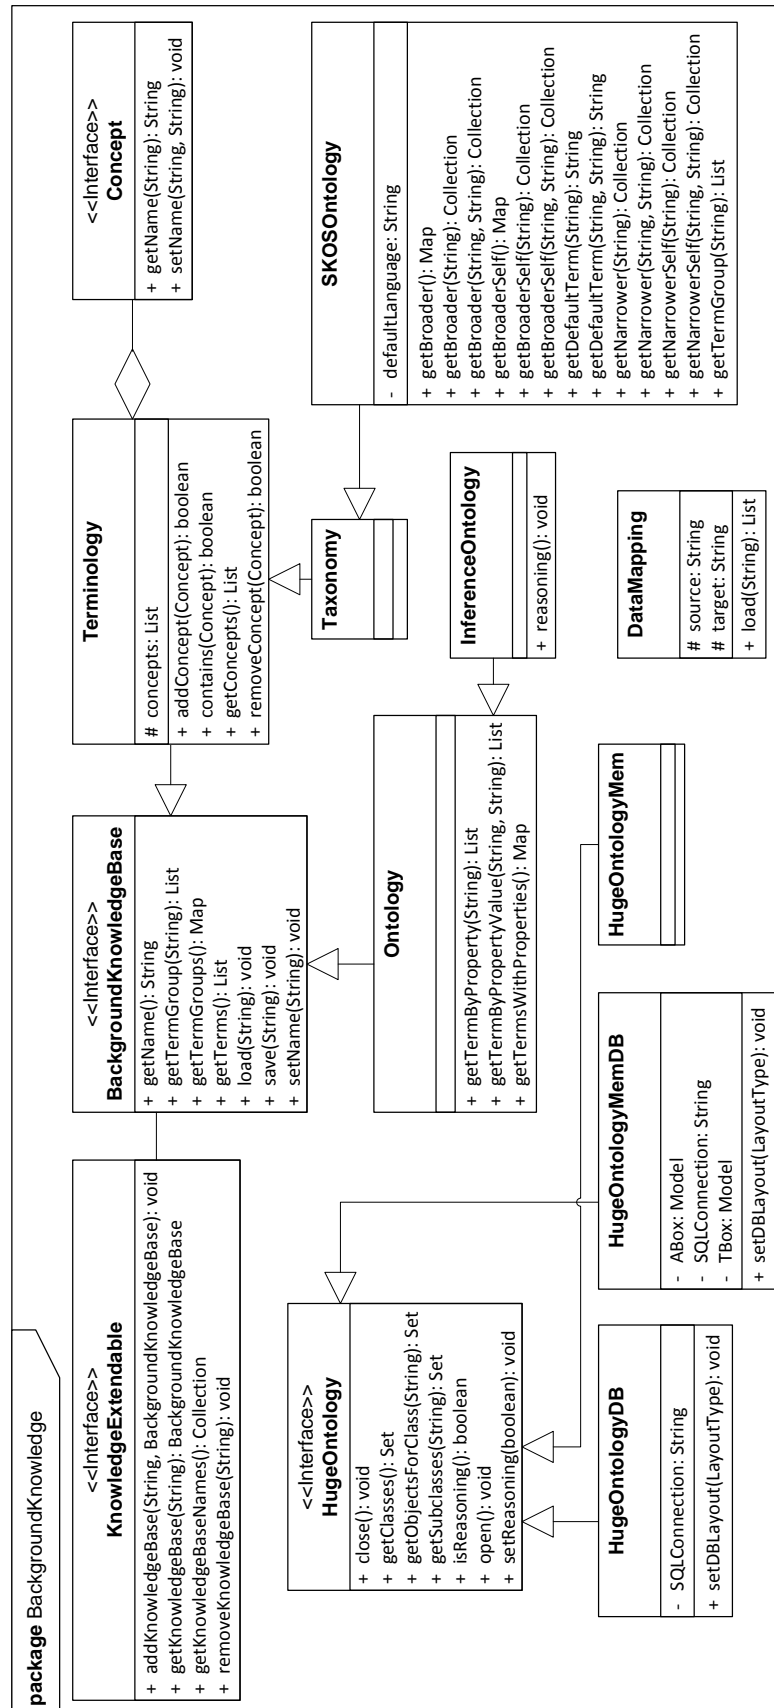 package BackgroundKnowledge
<<Interface>>
KnowledgeExtendable
+ addKnowledgeBase(String, BackgroundKnowledgeBase): void
+ getKnowledgeBase(String): BackgroundKnowledgeBase
+ getKnowledgeBaseNames(): Collection
+ removeKnowledgeBase(String): void
<<Interface>>
BackgroundKnowledgeBase
+ getName(): String
+ getTermGroup(String): List
+ getTermGroups(): Map
+ getTerms(): List
+ load(String): void
+ save(String): void
+ setName(String): void
Terminology
# concepts: List
+ addConcept(Concept): boolean
+ contains(Concept): boolean
+ getConcepts(): List
+ removeConcept(Concept): boolean
<<Interface>>
Concept
+ getName(String): String
+ setName(String, String): void
<<Interface>>
HugeOntology
+ close(): void
+ getClasses(): Set
+ getObjectsForClass(String): Set
+ getSubclasses(String): Set
+ isReasoning(): boolean
+ open(): void
+ setReasoning(boolean): void
Ontology
+ getTermByProperty(String): List
+ getTermByPropertyValue(String, String): List
+ getTermsWithProperties(): Map
Taxonomy
InferenceOntology
+ reasoning(): void
SKOSOntology
- defaultLanguage: String
+ getBroader(): Map
+ getBroader(String): Collection
+ getBroader(String, String): Collection
+ getBroaderSelf(): Map
+ getBroaderSelf(String): Collection
+ getBroaderSelf(String, String): Collection
+ getDefaultTerm(String): String
+ getDefaultTerm(String, String): String
+ getNarrower(String): Collection
+ getNarrower(String, String): Collection
+ getNarrowerSelf(String): Collection
+ getNarrowerSelf(String, String): Collection
+ getTermGroup(String): List
HugeOntologyDB
- SQLConnection: String
+ setDBLayout(LayoutType): void
HugeOntologyMemDB
- ABox: Model
- SQLConnection: String
- TBox: Model
+ setDBLayout(LayoutType): void
HugeOntologyMem
DataMapping
# source: String
# target: String
+ load(String): List